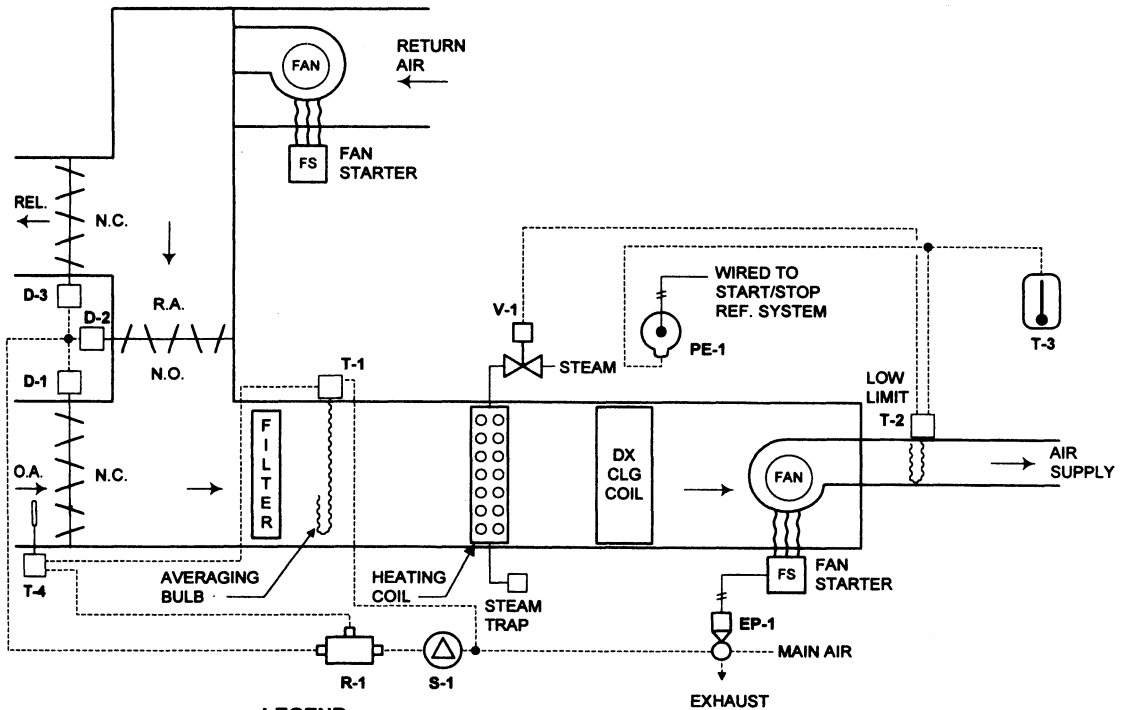 RETURN
AIR
FAN
FS
FAN
STARTER
REL.
N.C.
D-3
D-2
R.A.
N.O.
D-1
WIRED TO
START/STOP
REF. SYSTEM
V-1
PE-1
STEAM
T-3
T-1
LOW
LIMIT
T-2
FILTER
O.A.
N.C.
DX
CLG
COIL
FAN
AIR
SUPPLY
T-4
AVERAGING
BULB
HEATING
COIL
STEAM
TRAP
FS
FAN
STARTER
EP-1
MAIN AIR
R-1
S-1
EXHAUST